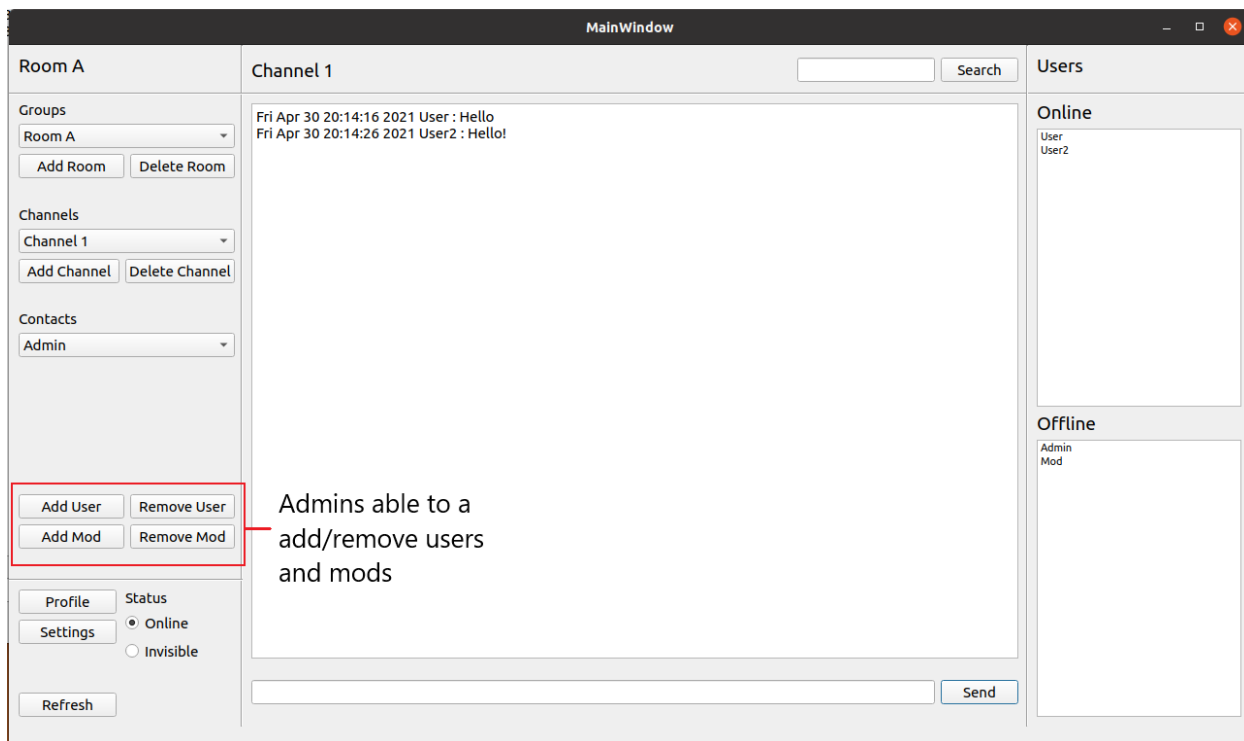 MainWindow
Room A
Channel 1
Search
Users
Groups
Room A
Add Room
Delete Room
Channels
Channel 1
Add Channel
Delete Channel
Contacts
Admin
Add User
Remove User
Add Mod
Remove Mod
Profile
Status
Online
Settings
Invisible
Refresh
Fri Apr 30 20:14:16 2021 User : Hello
Fri Apr 30 20:14:26 2021 User2 : Hello!
Admins able to a
add/remove users
and mods
Send
Online
User
User2
Offline
Admin
Mod